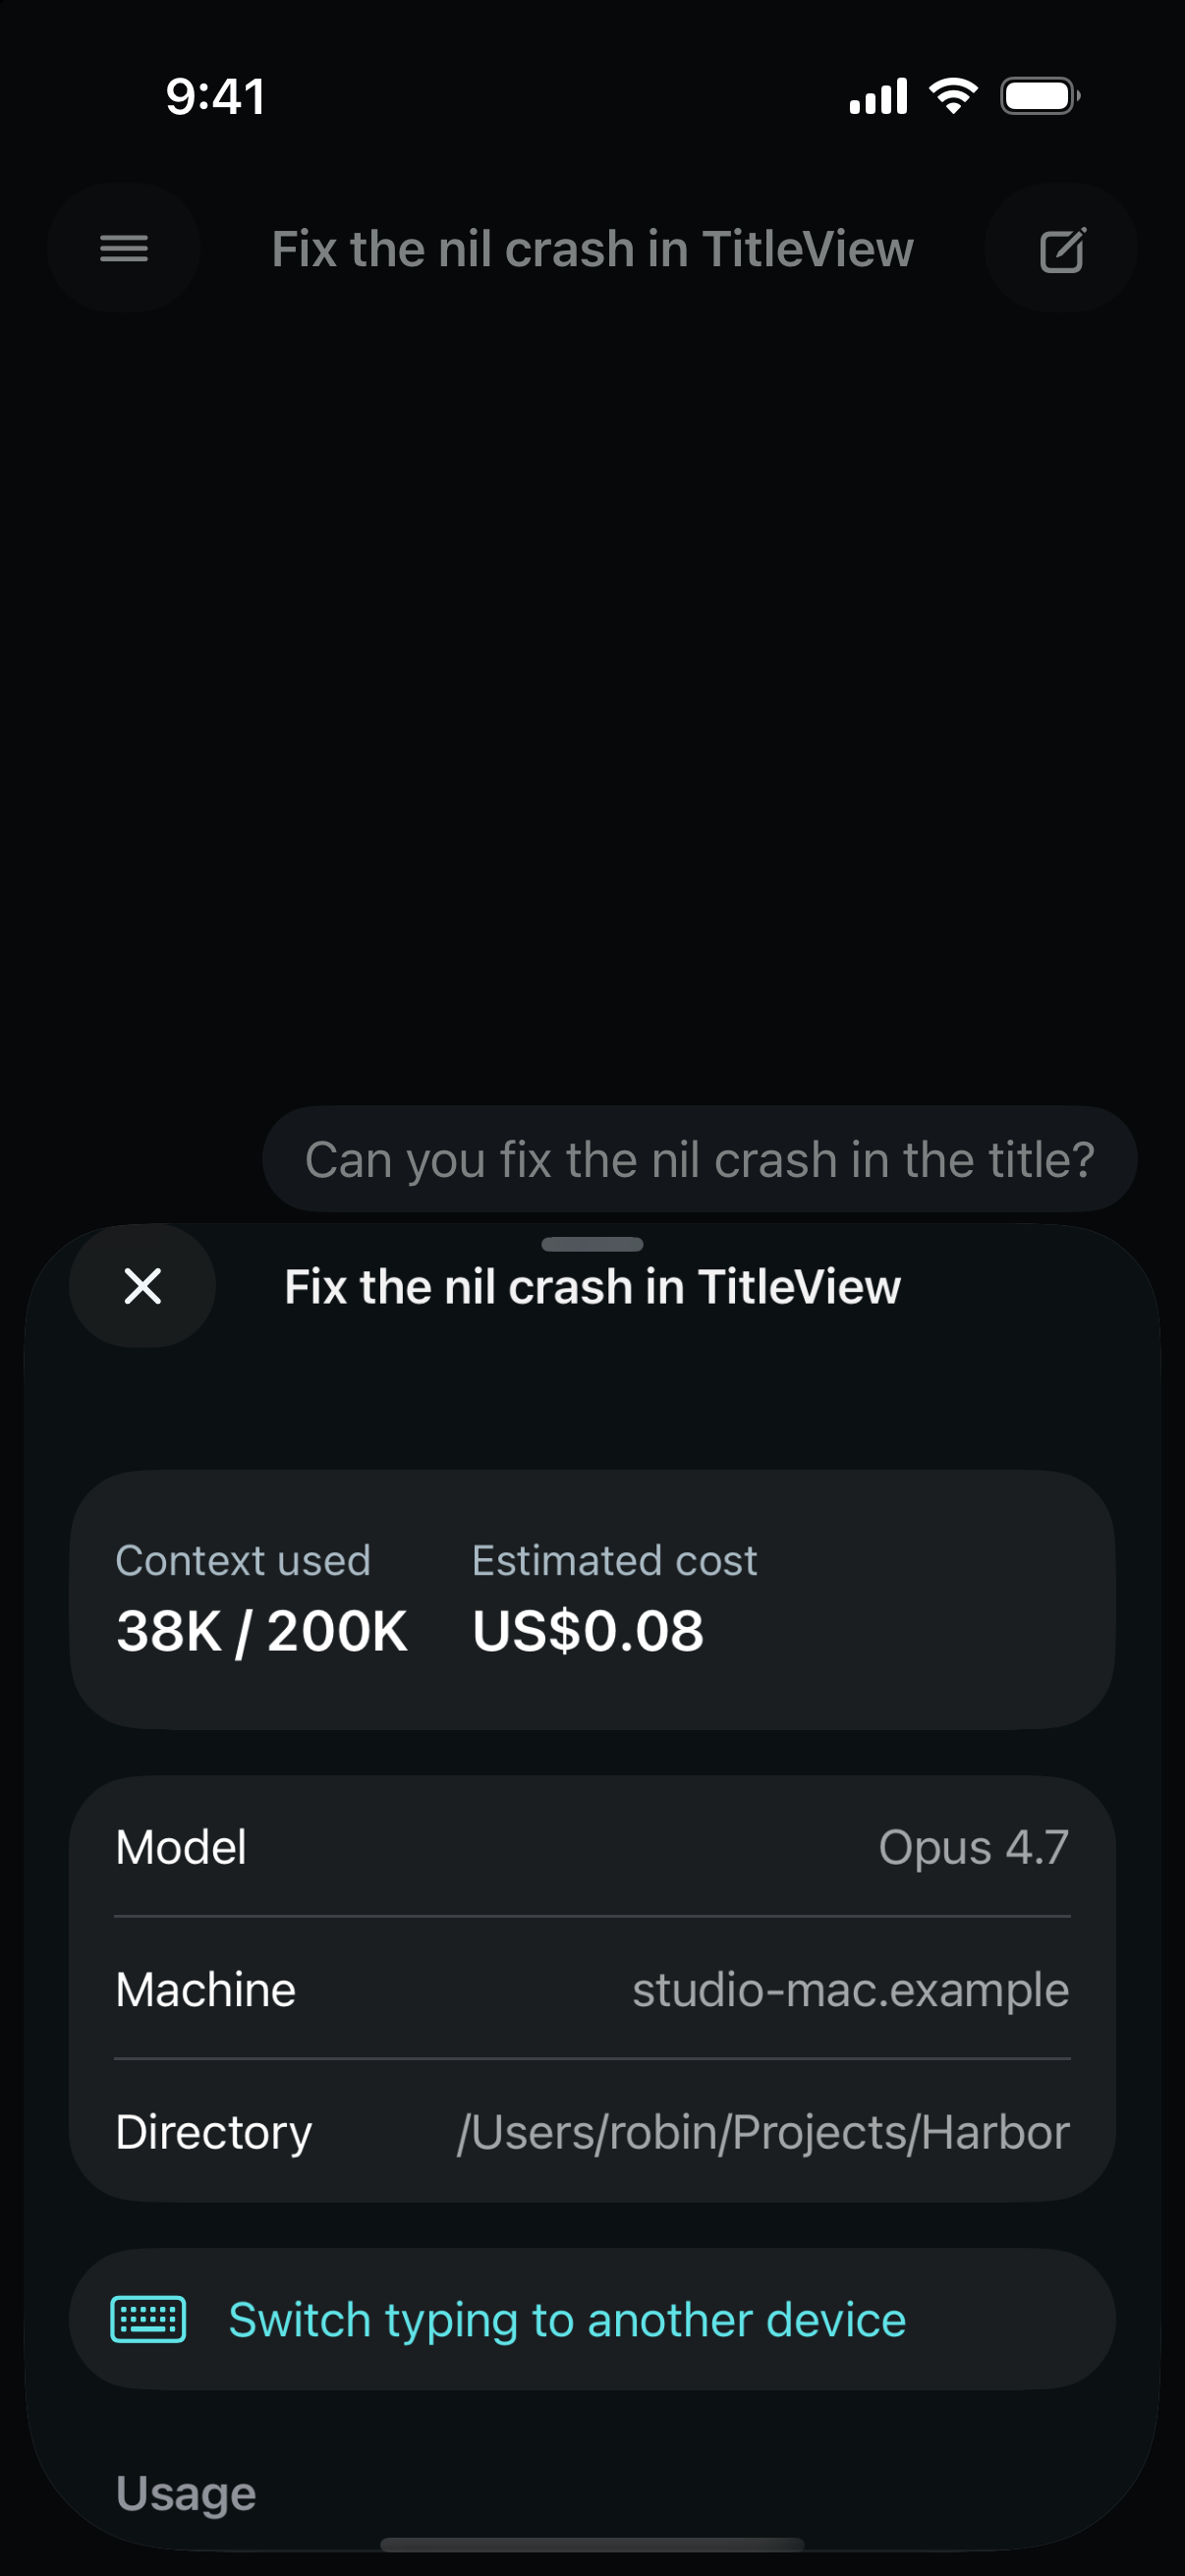 9:41
Fix the nil crash in TitleView
Can you fix the nil crash in the title?
Fix the nil crash in TitleView
Context used
38K / 200K
Estimated cost
US$0.08
Model
Opus 4.7
Machine
studio-mac.example
Directory
/Users/robin/Projects/Harbor
Switch typing to another device
Usage